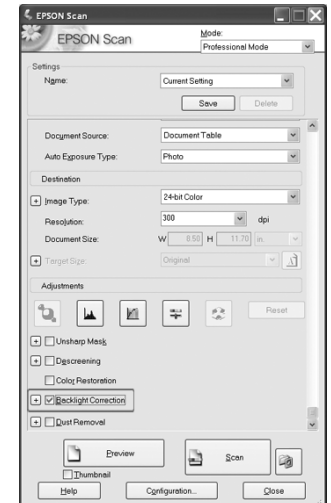 EPSON Scan
EPSON Scan
Mode:
Professional Mode
Settings
Name: Current Setting
Save Delete
Document Source: Document Table
Auto Exposure Type: Photo
Destination
+ Image Type: 24-bit Color
Resolution: 300 dpi
Document Size: W 8.50 H 11.70 in.
+ Target Size: Original
Adjustments
Reset
+ Unsharp Mask
+ Descreening
Color Restoration
+ Backlight Correction
+ Dust Removal
Preview Scan
Thumbnail
Help Configuration... Close